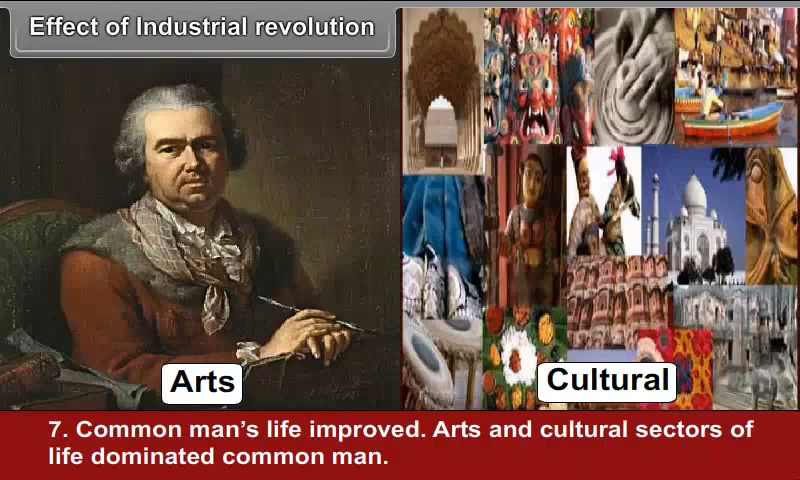 Effect of Industrial revolution
Arts
Cultural
7. Common man's life improved. Arts and cultural sectors of
life dominated common man.